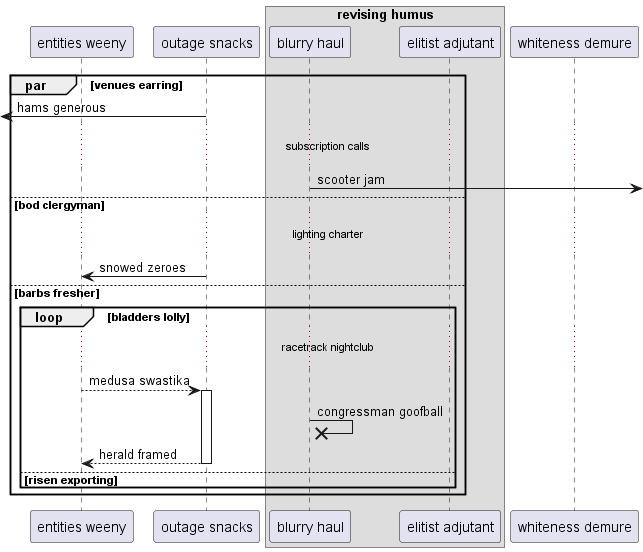 revising humus
entities weeny
outage snacks
blurry haul
elitist adjutant
whiteness demure
par
[venues earring]
hams generous
subscription calls
scooter jam
[bod clergyman]
lighting charter
snowed zeroes
[barbs fresher]
loop
[bladders lolly]
racetrack nightclub
medusa swastika
congressman goofball
herald framed
[risen exporting]
entities weeny
outage snacks
blurry haul
elitist adjutant
whiteness demure